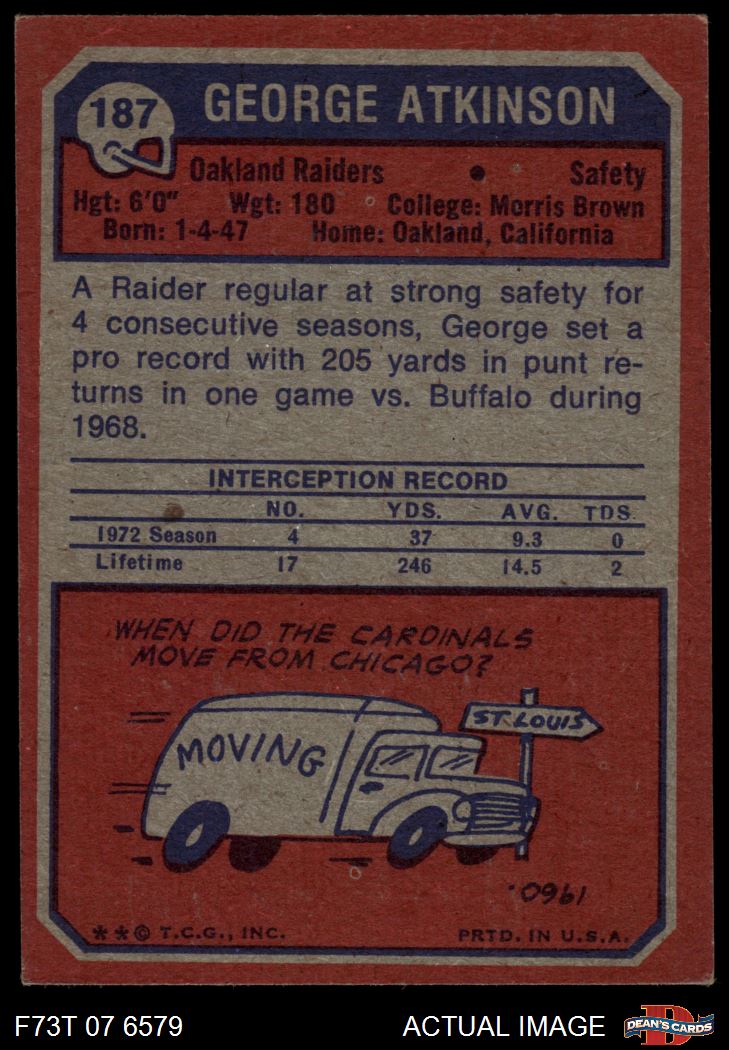 187
GEORGE ATKINSON
Oakland Raiders • Safety
Hgt: 6'0" Wgt: 180 College: Morris Brown
Born: 1-4-47 Home: Oakland, California
A Raider regular at strong safety for
4 consecutive seasons, George set a
pro record with 205 yards in punt re-
turns in one game vs. Buffalo during
1968.
INTERCEPTION RECORD
NO. YDS. AVG. TDS.
1972 Season 4 37 9.3 0
Lifetime 17 246 14.5 2
WHEN DID THE CARDINALS
MOVE FROM CHICAGO?
ST. LOUIS
MOVING
1960.
** © T.C.G., INC. PRTD. IN U.S.A.
F73T 07 6579 ACTUAL IMAGE
D
DEAN'S CARDS